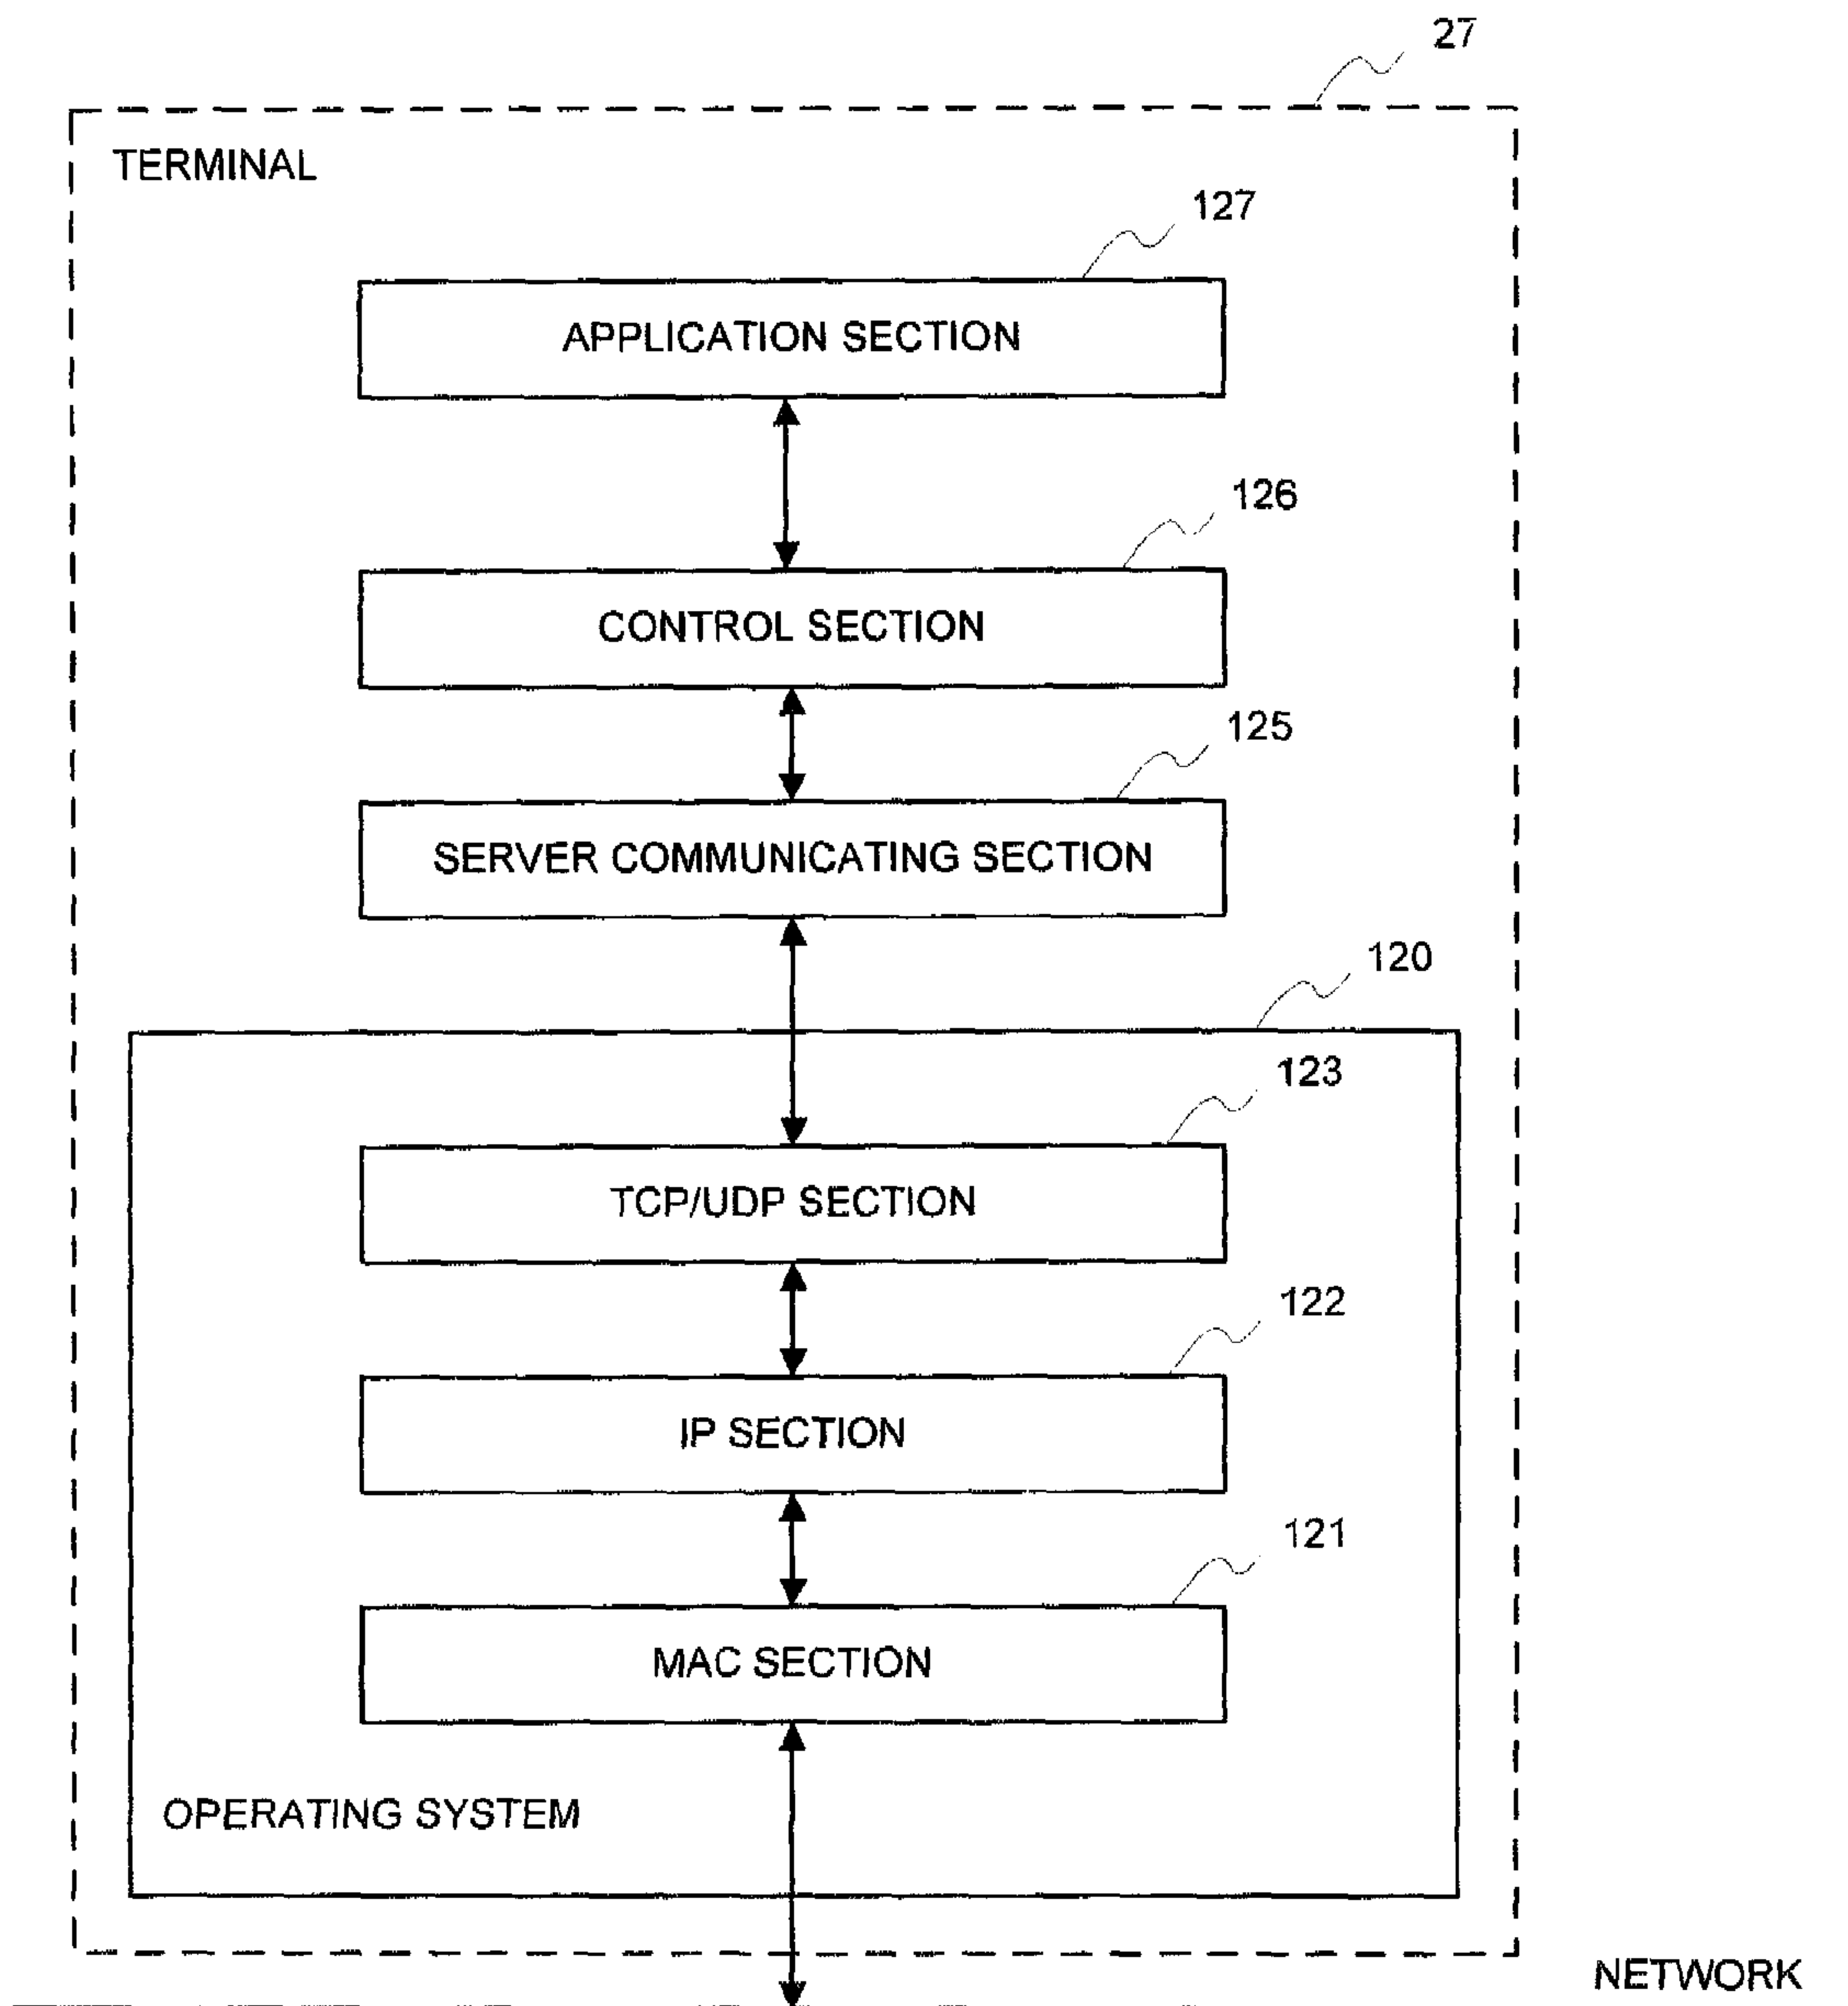 27
TERMINAL
127
APPLICATION SECTION
126
CONTROL SECTION
125
SERVER COMMUNICATING SECTION
120
123
TCP/UDP SECTION
122
IP SECTION
121
MAC SECTION
OPERATING SYSTEM
NETWORK